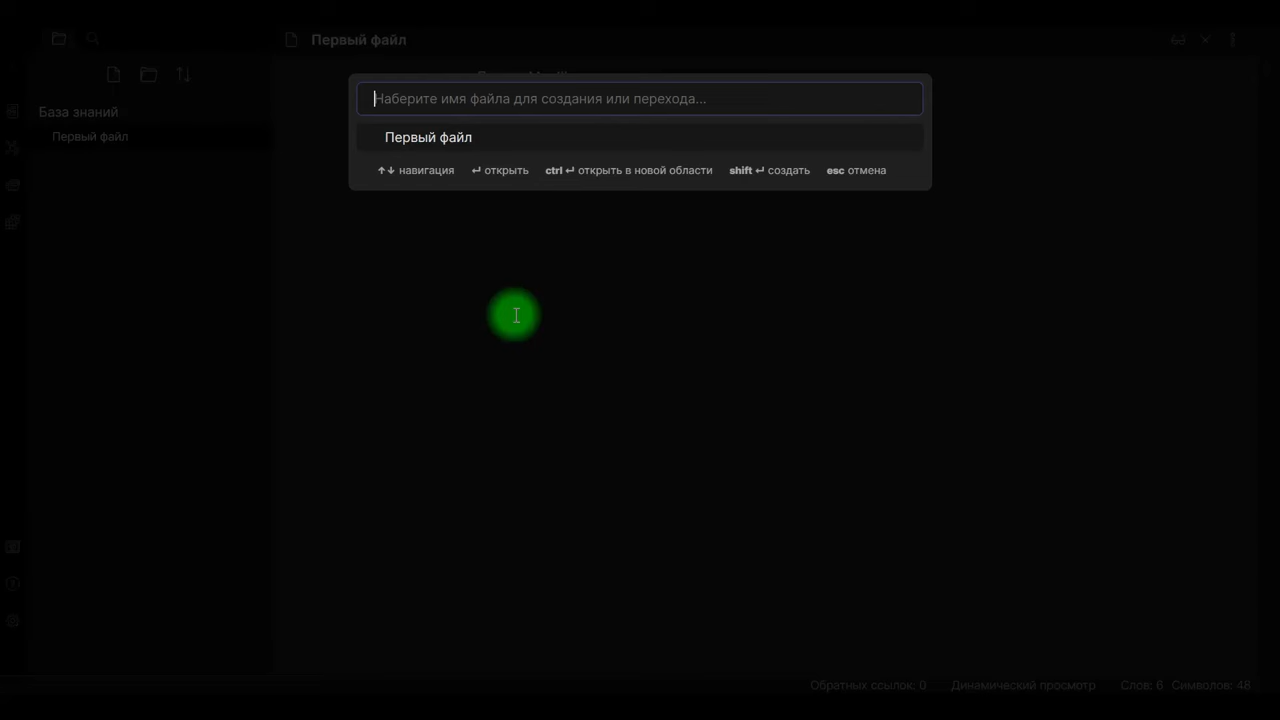 Первый файл
Наберите имя файла для создания или перехода...
База знаний
Первый файл
Первый файл
↑↓ навигация ↵ открыть ctrl ↵ открыть в новой области shift ↵ создать esc отмена
Обратных ссылок: 0 Динамический просмотр Слов: 6 Символов: 48